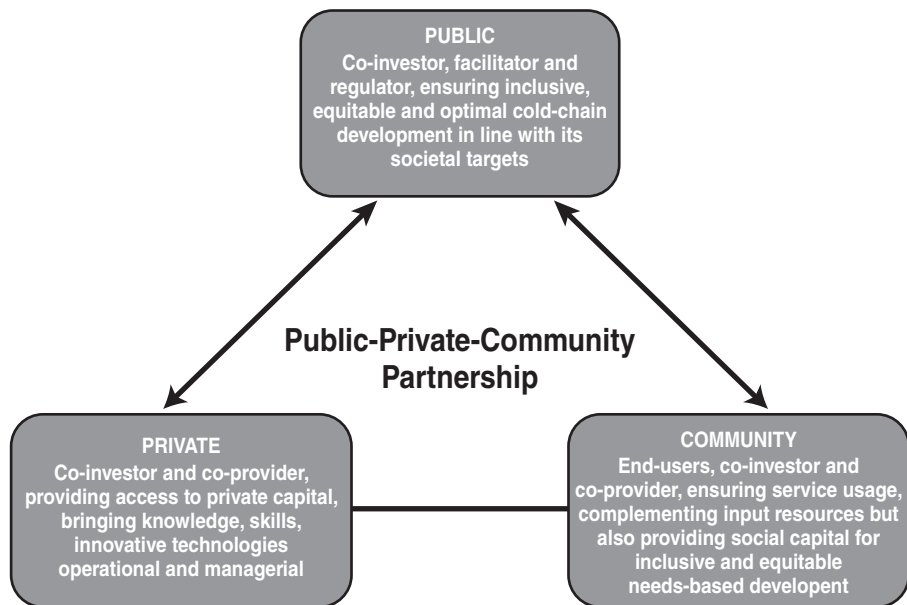 PUBLIC
Co-investor, facilitator and
regulator, ensuring inclusive,
equitable and optimal cold-chain
development in line with its
societal targets
Public-Private-Community
Partnership
PRIVATE
Co-investor and co-provider,
providing access to private capital,
bringing knowledge, skills,
innovative technologies
operational and managerial
COMMUNITY
End-users, co-investor and
co-provider, ensuring service usage,
complementing input resources but
also providing social capital for
inclusive and equitable
needs-based developent